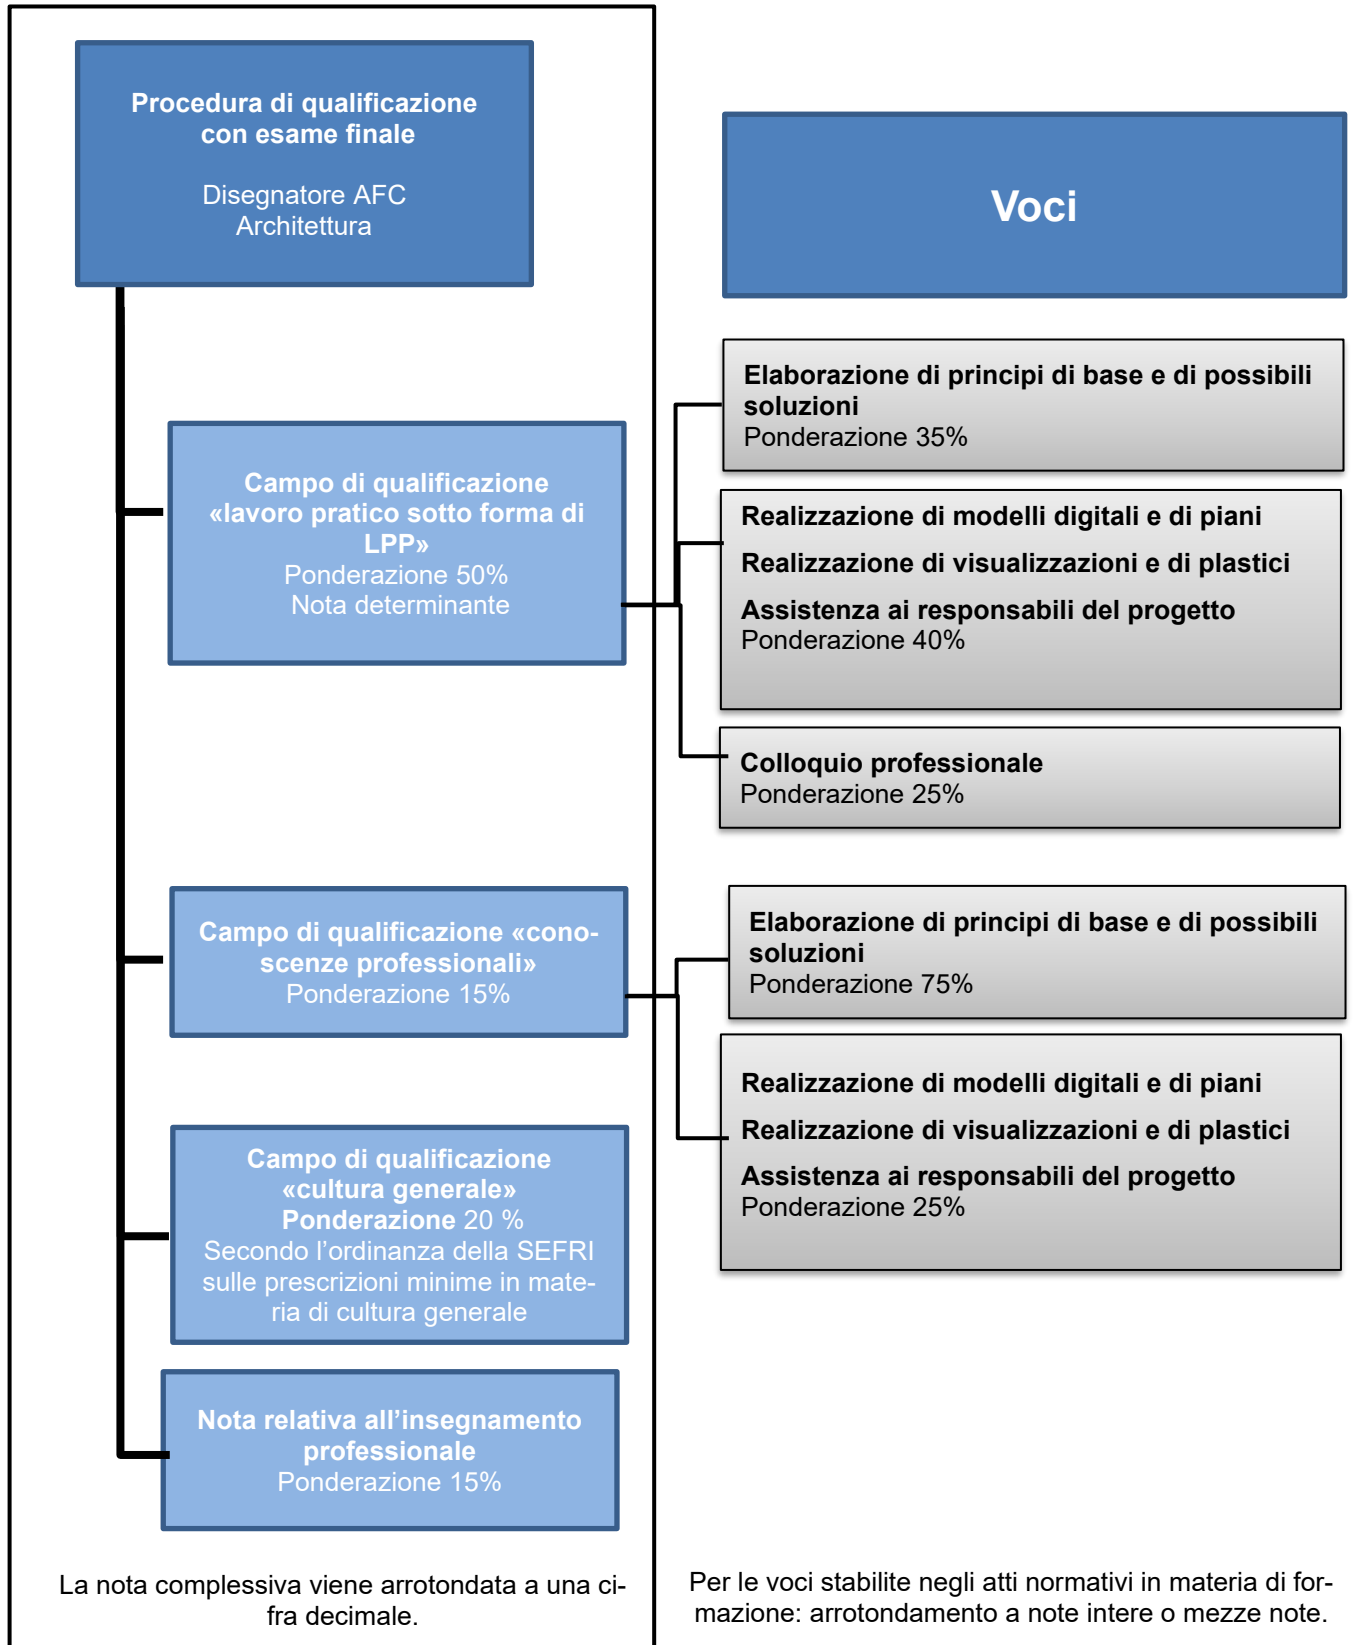 Procedura di qualificazione
con esame finale
Disegnatore AFC
Architettura
Voci
Campo di qualificazione
«lavoro pratico sotto forma di
LPP»
Ponderazione 50%
Nota determinante
Elaborazione di principi di base e di possibili
soluzioni
Ponderazione 35%
Realizzazione di modelli digitali e di piani
Realizzazione di visualizzazioni e di plastici
Assistenza ai responsabili del progetto
Ponderazione 40%
Colloquio professionale
Ponderazione 25%
Campo di qualificazione «cono-
scenze professionali»
Ponderazione 15%
Elaborazione di principi di base e di possibili
soluzioni
Ponderazione 75%
Realizzazione di modelli digitali e di piani
Realizzazione di visualizzazioni e di plastici
Assistenza ai responsabili del progetto
Ponderazione 25%
Campo di qualificazione
«cultura generale»
Ponderazione 20 %
Secondo l’ordinanza della SEFRI
sulle prescrizioni minime in mate-
ria di cultura generale
Nota relativa all’insegnamento
professionale
Ponderazione 15%
La nota complessiva viene arrotondata a una ci-
fra decimale.
Per le voci stabilite negli atti normativi in materia di for-
mazione: arrotondamento a note intere o mezze note.